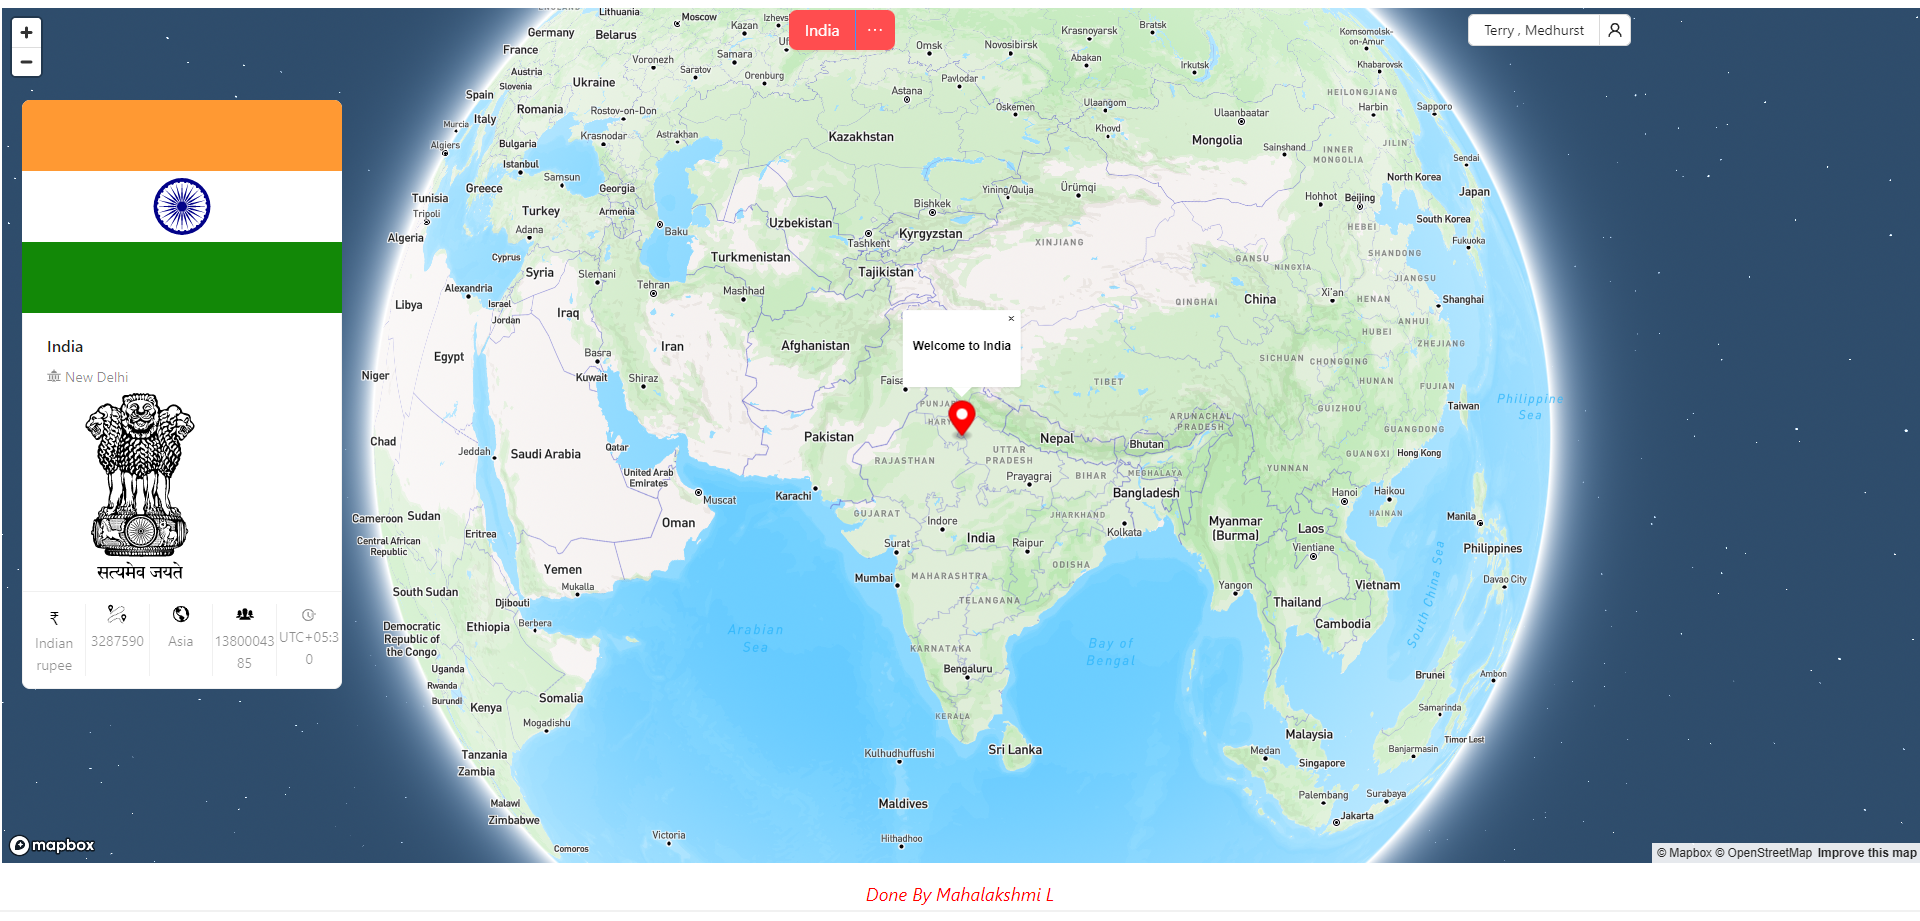 +
−
India ...
Terry , Medhurst
India
New Delhi
सत्यमेव जयते
₹
Indian
rupee
3287590
Asia
13800043
85
UTC+05:3
0
Welcome to India
×
Lithuania
Moscow
Kazan
Germany
Belarus
France
Voronezh
Samara
Saratov
Orenburg
Omsk
Novosibirsk
Krasnoyarsk
Abakan
Bratsk
Irkutsk
Komsomolsk-
on-Amur
Khabarovsk
Austria
Slovenia
Ukraine
Spain
Italy
Romania
Rostov-on-Don
Astana
Pavlodar
Öskemen
Ulaangom
Ulaanbaatar
HEILONGJIANG
Harbin
Sapporo
Murcia
Algiers
Bulgaria
Krasnodar
Astrakhan
Kazakhstan
Khovd
Mongolia
Sainshand
INNER
MONGOLIA
JILIN
Sendai
Istanbul
Samsun
Georgia
Greece
Tunisia
Tripoli
Turkey
Armenia
Adana
Baku
Uzbekistan
Bishkek
Yining/Qulja
Ürümqi
Hohhot
Beijing
North Korea
Japan
South Korea
Algeria
Tashkent
Kyrgyzstan
XINJIANG
HEBEI
Fukuoka
Cyprus
Syria
Slemani
Turkmenistan
Tajikistan
GANSU
NINGXIA
SHANDONG
JIANGSU
Alexandria
Israel
Jordan
Libya
Iraq
Tehran
Mashhad
QINGHAI
China
Xi'an
HENAN
Shanghai
ANHUI
HUBEI
ZHEJIANG
Egypt
Basra
Kuwait
Iran
Shiraz
Afghanistan
Faisa
SICHUAN
CHONGQING
Niger
TIBET
HUNAN
FUJIAN
PUNJA
HARY
Taiwan
Philippine
Sea
ARUNACHAL
PRADESH
GUIZHOU
GUANGDONG
Chad
Jeddah
Saudi Arabia
Qatar
United Arab
Emirates
Pakistan
RAJASTHAN
Nepal
UTTAR
PRADESH
Bhutan
GUANGXI
Hong Kong
Prayagraj
BIHAR
MEGHALAYA
YUNNAN
Muscat
Karachi
Bangladesh
Hanoi
Haikou
HAINAN
Cameroon
Sudan
Oman
GUJARAT
Indore
India
JHARKHAND
Kolkata
Myanmar
(Burma)
Laos
Vientiane
Manila
Central African
Republic
Eritrea
Surat
Raipur
Philippines
Yemen
Mukalla
Mumbai
MAHARASHTRA
ODISHA
Yangon
Vietnam
Davao City
South China Sea
South Sudan
Djibouti
TELANGANA
Thailand
Democratic
Republic of
the Congo
Ethiopia
Berbera
Arabian
Sea
KARNATAKA
Bay of
Bengal
Cambodia
Uganda
Rwanda
Burundi
Bengaluru
Brunei
Ambon
Kenya
Somalia
Mogadishu
KERALA
Samarinda
Tanzania
Zambia
Kulhudhuffushi
Sri Lanka
Medan
Malaysia
Singapore
Banjarmasin
Timor Lest
Malawi
Zimbabwe
Maldives
Palembang
Surabaya
Jakarta
Comoros
Victoria
Hithadhoo
mapbox
© Mapbox © OpenStreetMap Improve this map
Done By Mahalakshmi L